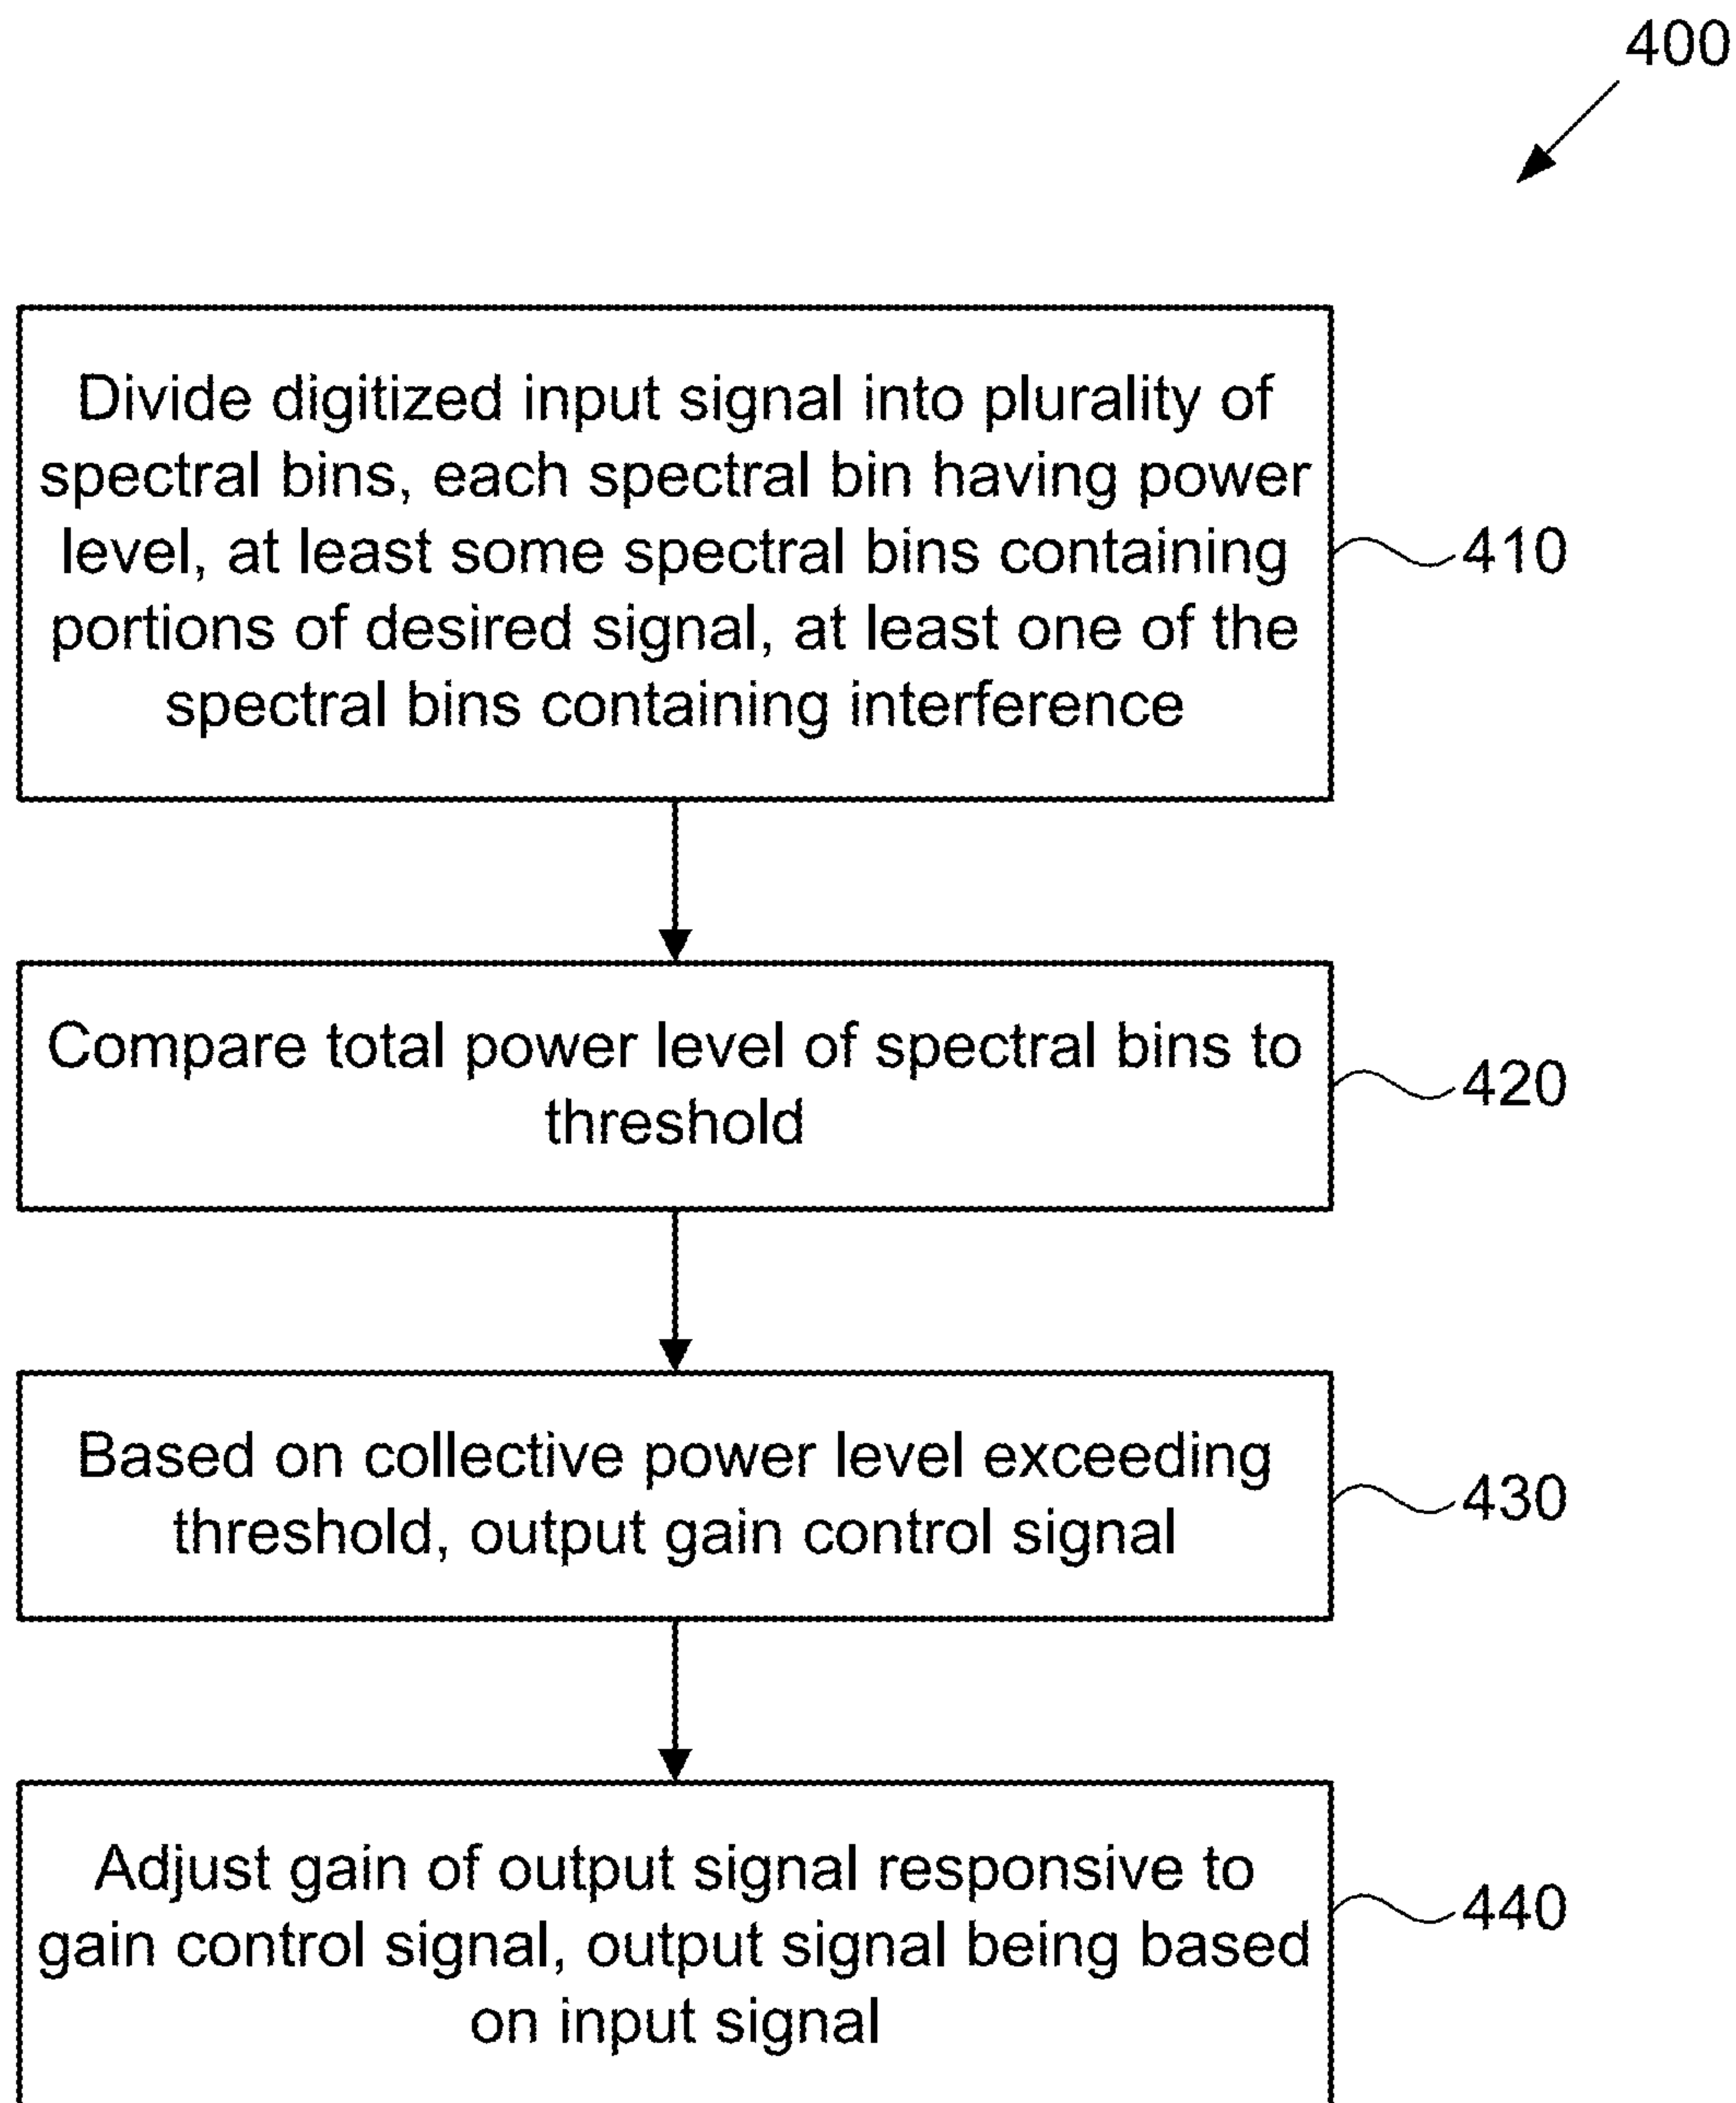 400
Divide digitized input signal into plurality of
spectral bins, each spectral bin having power
level, at least some spectral bins containing
portions of desired signal, at least one of the
spectral bins containing interference
410
Compare total power level of spectral bins to
threshold
420
Based on collective power level exceeding
threshold, output gain control signal
430
Adjust gain of output signal responsive to
gain control signal, output signal being based
on input signal
440